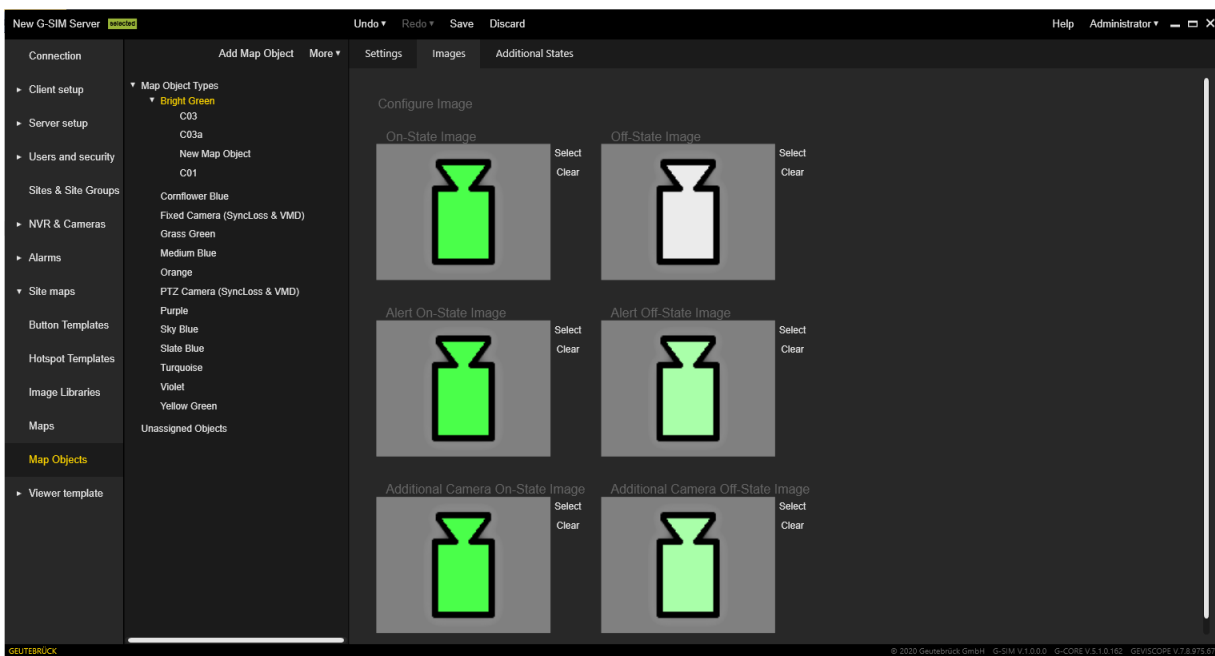 New G-SIM Server selected Undo ▾ Redo ▾ Save Discard Help Administrator ▾
Connection
Client setup
Server setup
Users and security
Sites & Site Groups
NVR & Cameras
Alarms
Site maps
Button Templates
Hotspot Templates
Image Libraries
Maps
Map Objects
Viewer template
Add Map Object More ▾
Map Object Types
Bright Green
C03
C03a
New Map Object
C01
Cornflower Blue
Fixed Camera (SyncLoss & VMD)
Grass Green
Medium Blue
Orange
PTZ Camera (SyncLoss & VMD)
Purple
Sky Blue
Slate Blue
Turquoise
Violet
Yellow Green
Unassigned Objects
Settings Images Additional States
Configure Image
On-State Image
Select
Clear
Off-State Image
Select
Clear
Alert On-State Image
Select
Clear
Alert Off-State Image
Select
Clear
Additional Camera On-State Image
Select
Clear
Additional Camera Off-State Image
Select
Clear
GEUTEBRÜCK © 2020 Geutebrück GmbH G-SIM V.1.0.0.0 G-CORE V.5.1.0.162 GEVISCOPE V.7.8.975.67